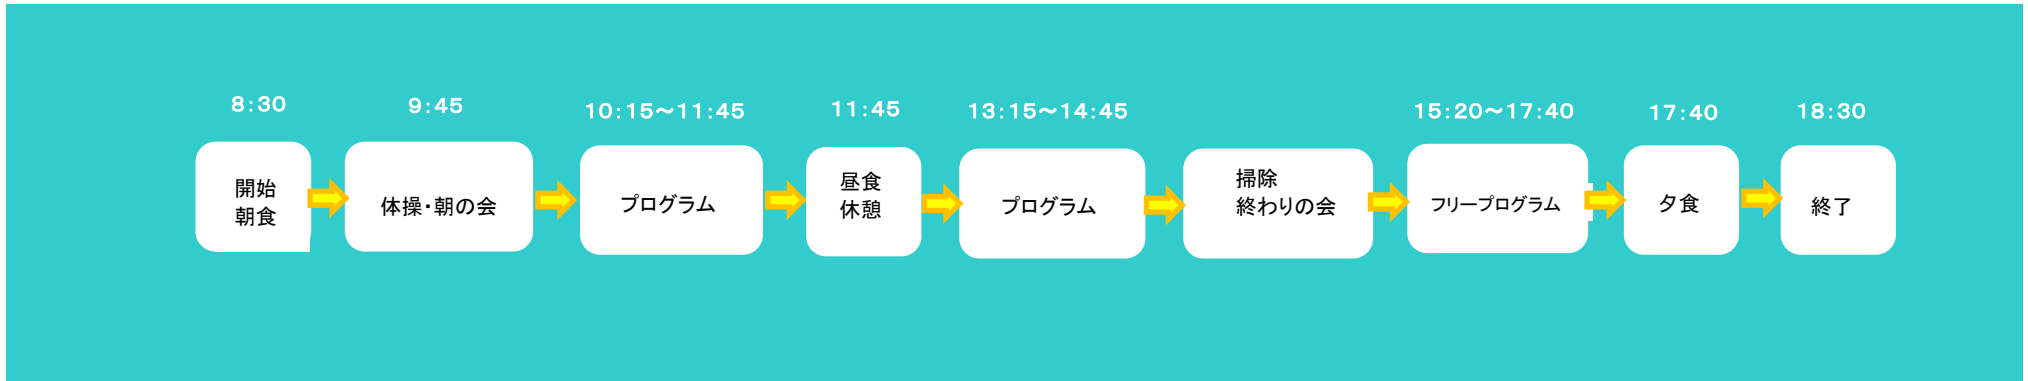 8:30
開始
朝食
9:45
体操・朝の会
10:15～11:45
プログラム
11:45
昼食
休憩
13:15～14:45
プログラム
掃除
終わりの会
15:20～17:40
フリープログラム
17:40
夕食
18:30
終了